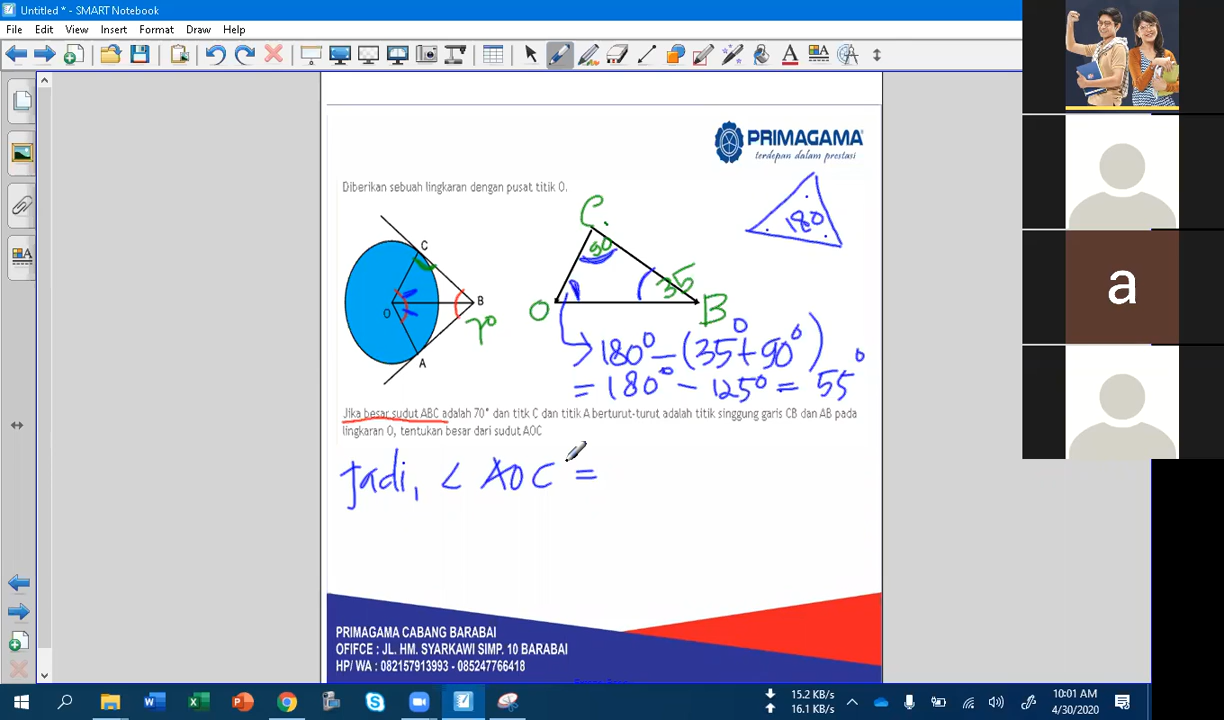 Untitled * - SMART Notebook
File Edit View Insert Format Draw Help
PRIMAGAMA
terdepan dalam prestasi
Diberikan sebuah lingkaran dengan pusat titik O.
180
C
O
B
A
70
C
90
35
O
B
180° - (35° + 90°)
= 180° - 125° = 55°
Jika besar sudut ABC adalah 70° dan titk C dan titik A berturut-turut adalah titik singgung garis CB dan AB pada
lingkaran O, tentukan besar dari sudut AOC
Jadi, < AOC =
a
PRIMAGAMA CABANG BARABAI
OFIFCE : JL. HM. SYARKAWI SIMP. 10 BARABAI
HP/ WA : 082157913993 - 085247766418
15.2 KB/s
16.1 KB/s
10:01 AM
4/30/2020